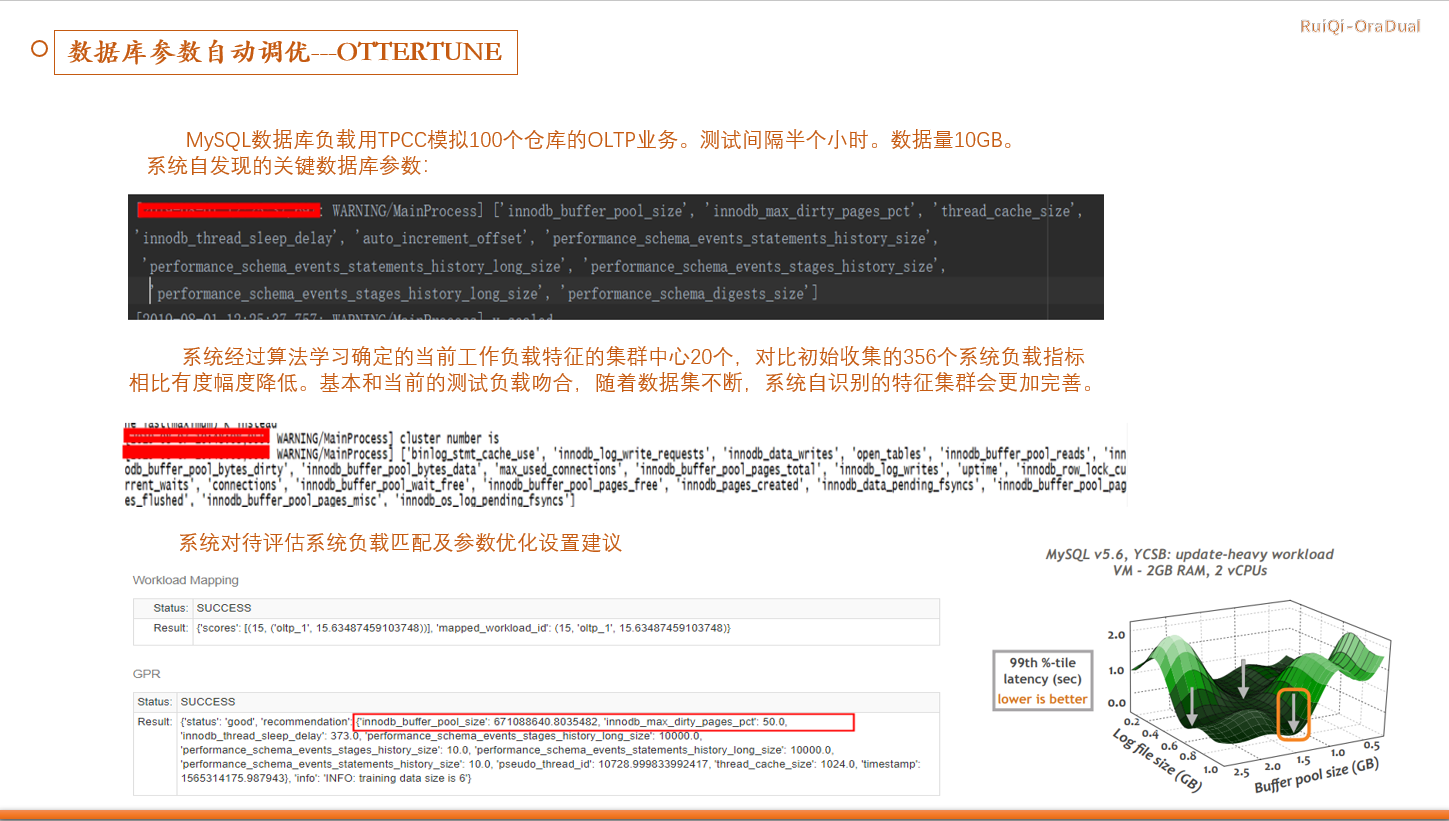 RuiQi-OraDual
数据库参数自动调优---OTTERTUNE
MySQL数据库负载用TPCC模拟100个仓库的OLTP业务。测试间隔半个小时。数据量10GB。
系统自发现的关键数据库参数:
: WARNING/MainProcess] ['innodb_buffer_pool_size', 'innodb_max_dirty_pages_pct', 'thread_cache_size',
'innodb_thread_sleep_delay', 'auto_increment_offset', 'performance_schema_events_statements_history_size',
'performance_schema_events_statements_history_long_size', 'performance_schema_events_stages_history_size',
'performance_schema_events_stages_history_long_size', 'performance_schema_digests_size']
[2019-08-01 12:25:37,757: WARNING/MainProcess]
系统经过算法学习确定的当前工作负载特征的集群中心20个，对比初始收集的356个系统负载指标
相比有度幅度降低。基本和当前的测试负载吻合，随着数据集不断，系统自识别的特征集群会更加完善。
WARNING/MainProcess] cluster number is
WARNING/MainProcess] ['binlog_stmt_cache_use', 'innodb_log_write_requests', 'innodb_data_writes', 'open_tables', 'innodb_buffer_pool_reads', 'inn
odb_buffer_pool_bytes_dirty', 'innodb_buffer_pool_bytes_data', 'max_used_connections', 'innodb_buffer_pool_pages_total', 'innodb_log_writes', 'uptime', 'innodb_row_lock_cu
rrent_waits', 'connections', 'innodb_buffer_pool_wait_free', 'innodb_buffer_pool_pages_free', 'innodb_pages_created', 'innodb_data_pending_fsyncs', 'innodb_buffer_pool_pag
es_flushed', 'innodb_buffer_pool_pages_misc', 'innodb_os_log_pending_fsyncs']
系统对待评估系统负载匹配及参数优化设置建议
Workload Mapping
Status: SUCCESS
Result: {'scores': [(15, ('oltp_1', 15.63487459103748))], 'mapped_workload_id': (15, 'oltp_1', 15.63487459103748)}
GPR
Status: SUCCESS
Result: {'status': 'good', 'recommendation': {'innodb_buffer_pool_size': 671088640.8035482, 'innodb_max_dirty_pages_pct': 50.0,
'innodb_thread_sleep_delay': 373.0, 'performance_schema_events_stages_history_long_size': 10000.0,
'performance_schema_events_stages_history_size': 10.0, 'performance_schema_events_statements_history_long_size': 10000.0,
'performance_schema_events_statements_history_size': 10.0, 'pseudo_thread_id': 10728.999833992417, 'thread_cache_size': 1024.0, 'timestamp':
1565314175.987943}, 'info': 'INFO: training data size is 6'}
MySQL v5.6, YCSB: update-heavy workload
VM - 2GB RAM, 2 vCPUs
99th %-tile
latency (sec)
lower is better
2.0
1.0
0.0
0.2
0.4
0.6
0.8
1.0
Log file size (GB)
2.5
2.0
1.5
1.0
0.5
Buffer pool size (GB)